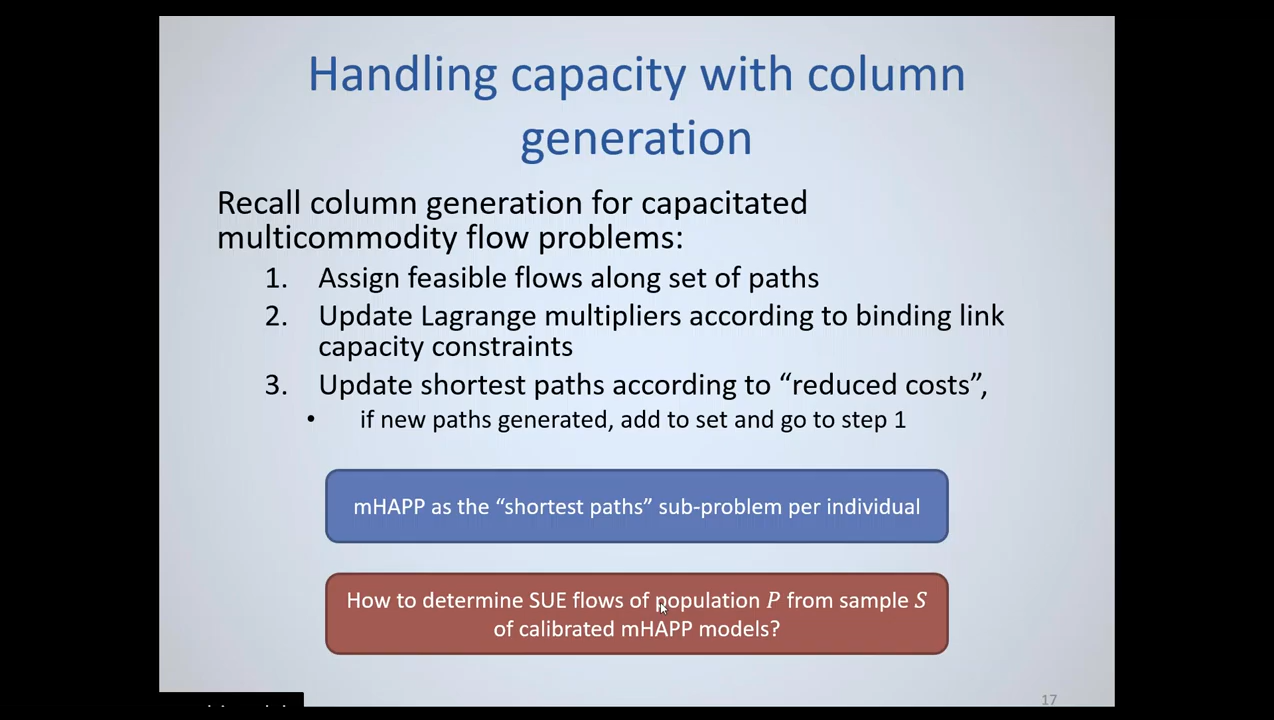 Handling capacity with column
generation
Recall column generation for capacitated
multicommodity flow problems:
1. Assign feasible flows along set of paths
2. Update Lagrange multipliers according to binding link
capacity constraints
3. Update shortest paths according to “reduced costs”,
• if new paths generated, add to set and go to step 1
mHAPP as the “shortest paths” sub-problem per individual
How to determine SUE flows of population P from sample S
of calibrated mHAPP models?
17